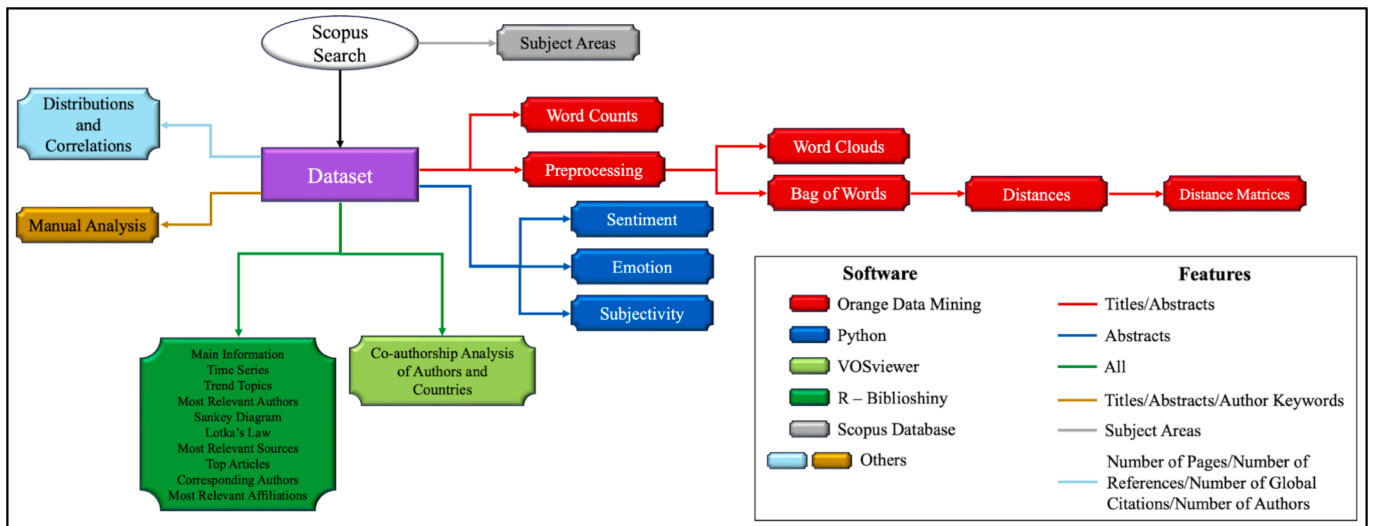 Scopus
Search
Subject Areas
Distributions
and
Correlations
Word Counts
Dataset
Preprocessing
Word Clouds
Bag of Words
Distances
Distance Matrices
Manual Analysis
Sentiment
Emotion
Subjectivity
Main Information
Time Series
Trend Topics
Most Relevant Authors
Sankey Diagram
Lotka's Law
Most Relevant Sources
Top Articles
Corresponding Authors
Most Relevant Affiliations
Co-authorship Analysis
of Authors and
Countries
Software
Orange Data Mining
Python
VOSviewer
R – Biblioshiny
Scopus Database
Others
Features
Titles/Abstracts
Abstracts
All
Titles/Abstracts/Author Keywords
Subject Areas
Number of Pages/Number of
References/Number of Global
Citations/Number of Authors